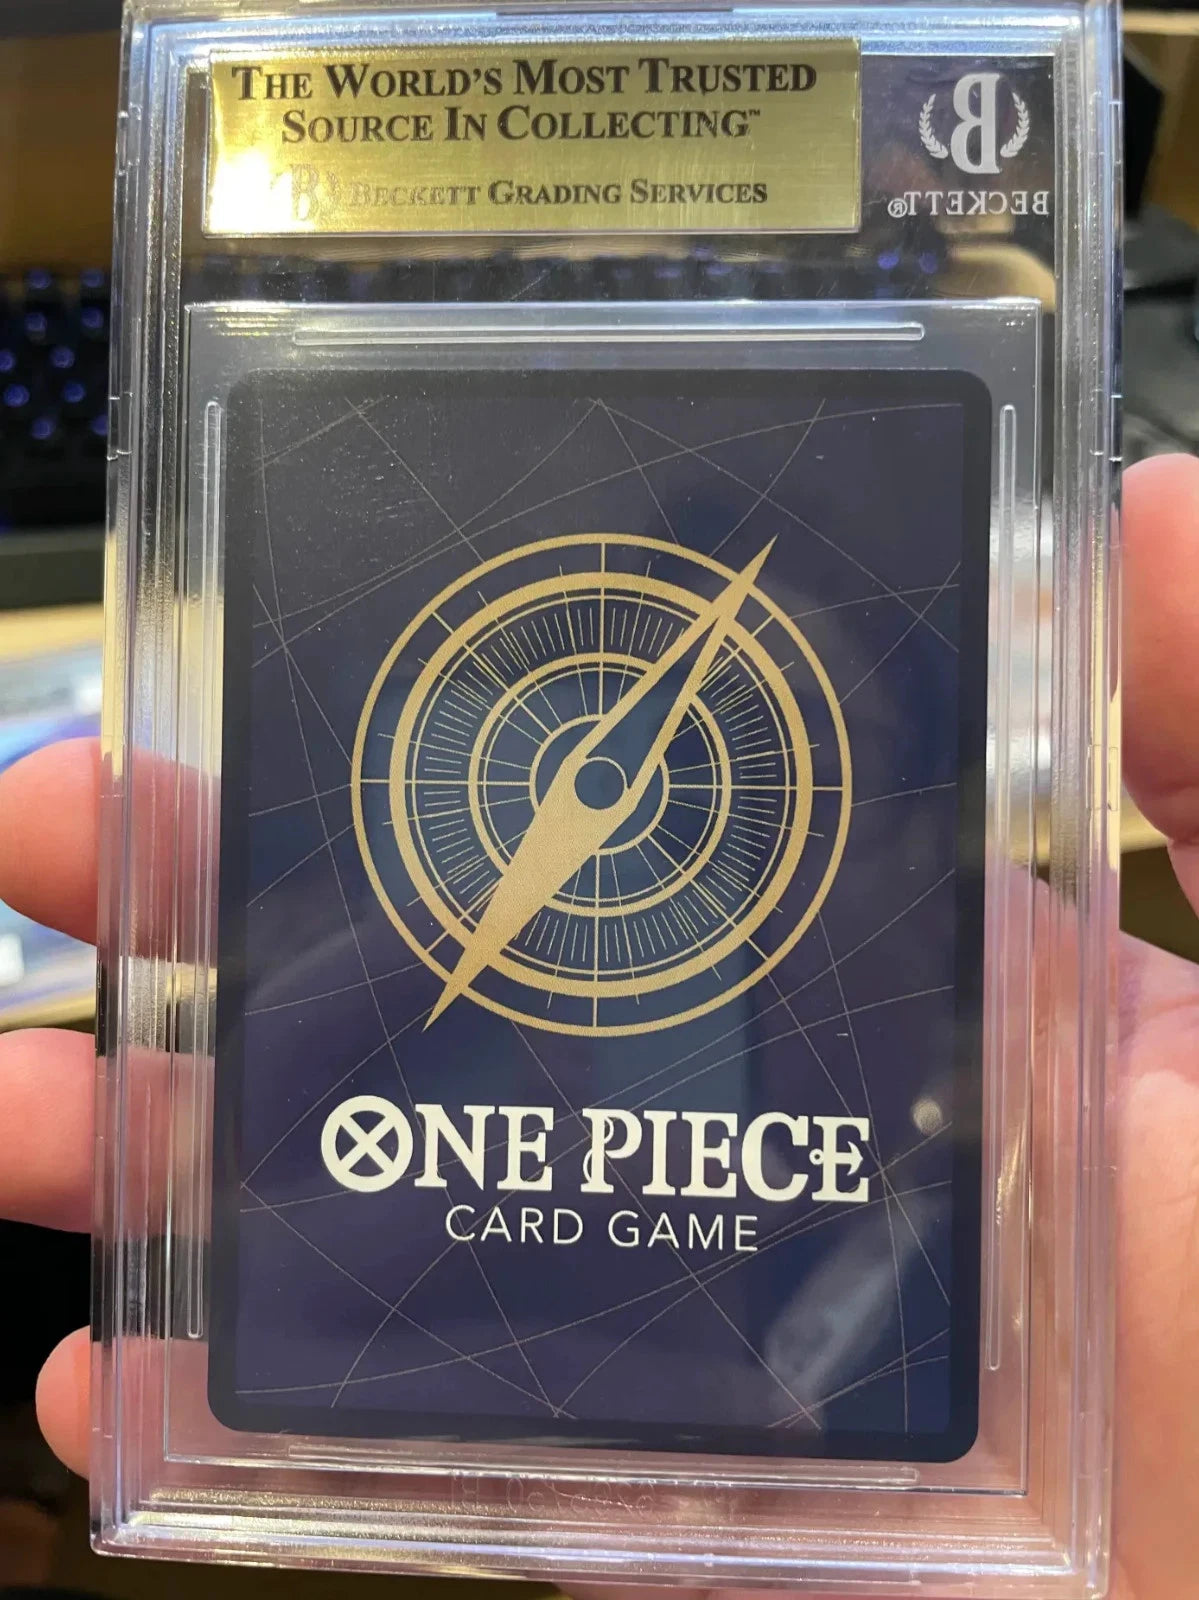 THE WORLD'S MOST TRUSTED
SOURCE IN COLLECTING™
B BECKETT GRADING SERVICES
B
BECKETT®
ONE PIECE
CARD GAME